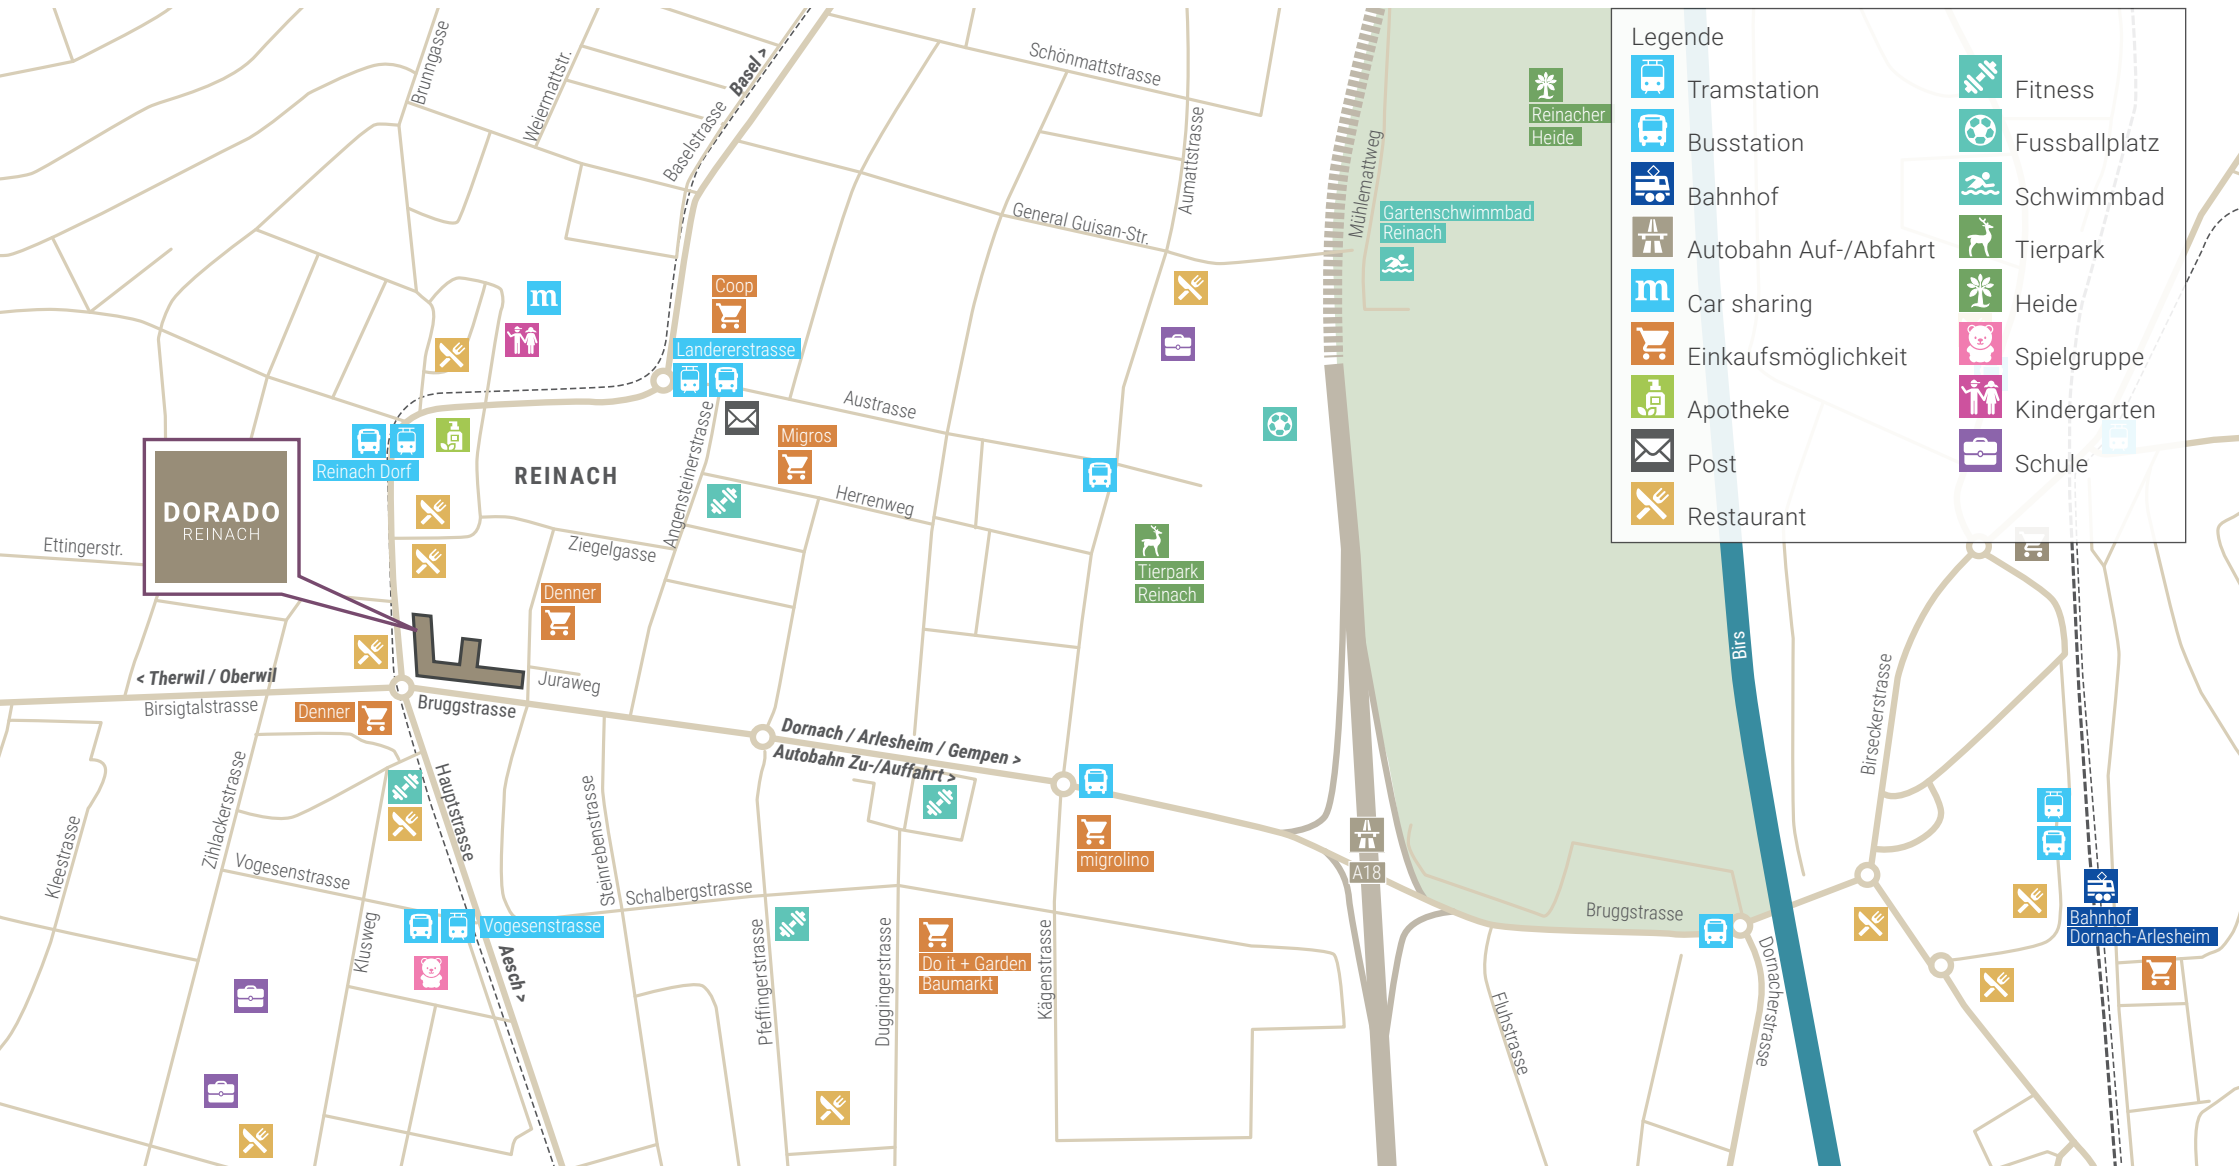 Legende
Tramstation
Busstation
Bahnhof
Autobahn Auf-/Abfahrt
Car sharing
Einkaufsmöglichkeit
Apotheke
Post
Restaurant
Fitness
Fussballplatz
Schwimmbad
Tierpark
Heide
Spielgruppe
Kindergarten
Schule
m
m
Brunngasse
Weiermattstr.
Baselstrasse
Basel >
Schönmattstrasse
Aumattstrasse
General Guisan-Str.
Mühlemattweg
Reinacher
Heide
Gartenschwimmbad
Reinach
Coop
Landererstrasse
Austrasse
Angensteinerstrasse
Migros
Herrenweg
Reinach Dorf
REINACH
DORADO
REINACH
Ettingerstr.
Ziegelgasse
Denner
Tierpark
Reinach
Juraweg
< Therwil / Oberwil
Birsigtalstrasse
Denner
Bruggstrasse
Dornach / Arlesheim / Gempen >
Autobahn Zu-/Auffahrt >
Birs
Birseckerstrasse
Hauptstrasse
Zihlackerstrasse
Kleestrasse
Vogesenstrasse
Steinrebenstrasse
Schalbergstrasse
migrolino
A18
Klusweg
Vogesenstrasse
Aesch >
Pfeffingerstrasse
Duggingerstrasse
Do it + Garden
Baumarkt
Kägenstrasse
Bruggstrasse
Fluhstrasse
Dornacherstrasse
Bahnhof
Dornach-Arlesheim